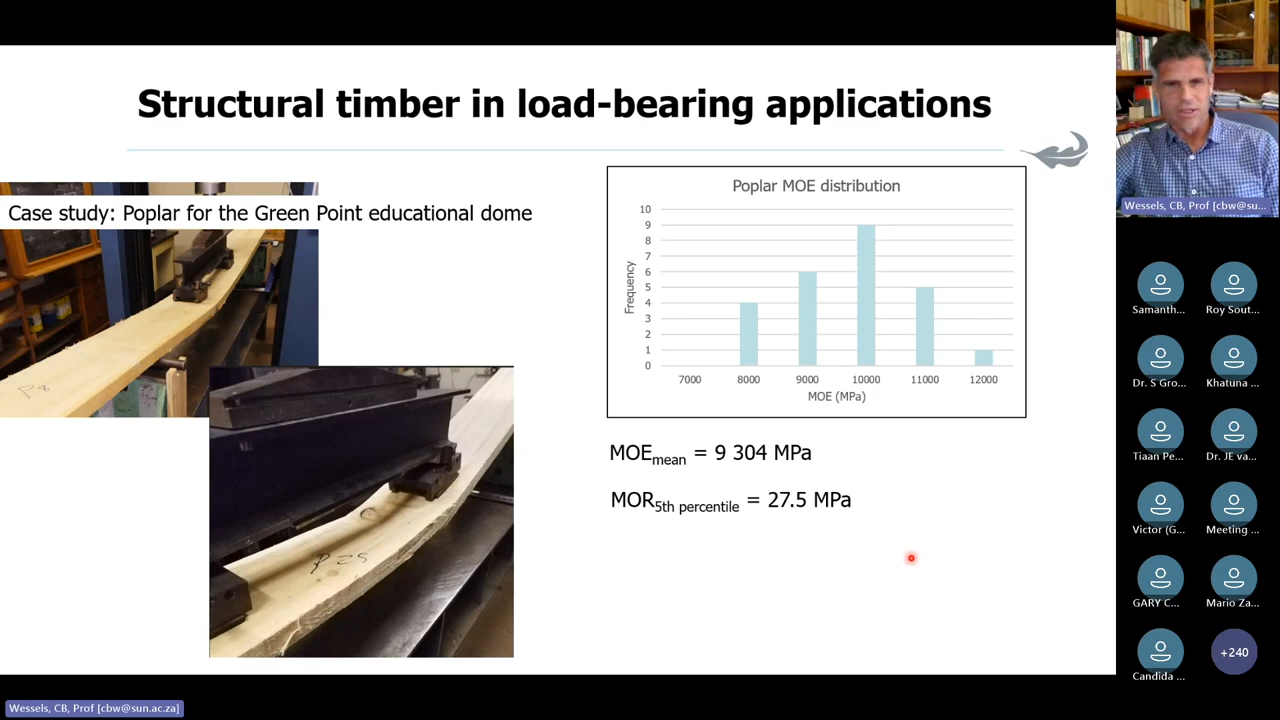 Structural timber in load-bearing applications
Case study: Poplar for the Green Point educational dome
P8
P 25
Poplar MOE distribution
10
9
8
7
6
5
4
3
2
1
0
Frequency
7000 8000 9000 10000 11000 12000
MOE (MPa)
MOEmean = 9 304 MPa
MOR5th percentile = 27.5 MPa
Wessels, CB, Prof [cbw@su...
Samanth... Roy Sout...
Dr. S Gro... Khatuna ...
Tiaan Pe... Dr. JE va...
Victor (G... Meeting ...
GARY C... Mario Za...
Candida ... +240
Wessels, CB, Prof [cbw@sun.ac.za]